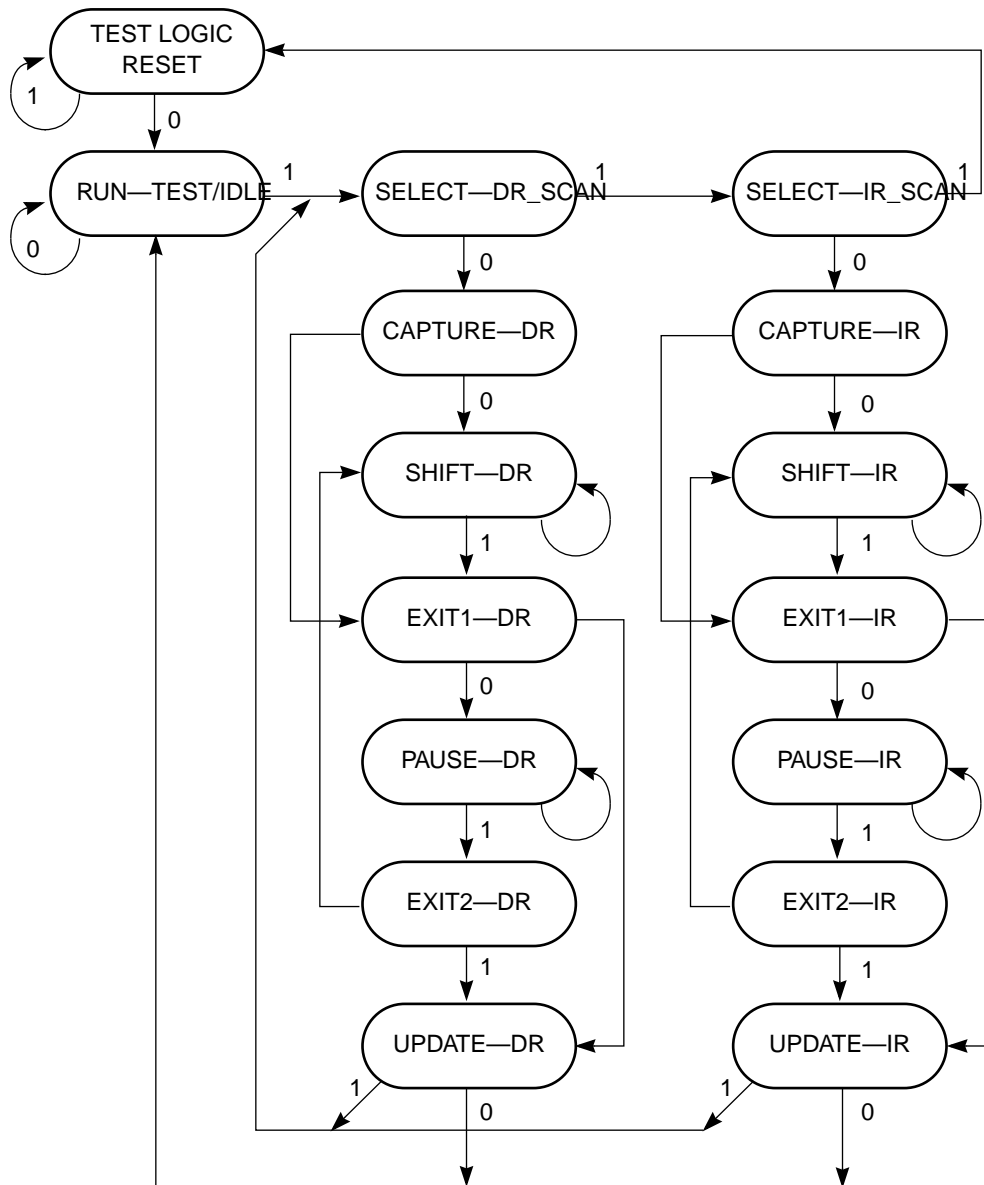 TEST LOGIC
RESET
1
0
RUN—TEST/IDLE
1
SELECT—DR_SCAN
1
SELECT—IR_SCAN
1
0
0
0
CAPTURE—DR
CAPTURE—IR
0
0
SHIFT—DR
SHIFT—IR
1
1
EXIT1—DR
EXIT1—IR
0
0
PAUSE—DR
PAUSE—IR
1
1
EXIT2—DR
EXIT2—IR
1
1
UPDATE—DR
UPDATE—IR
1
0
1
0